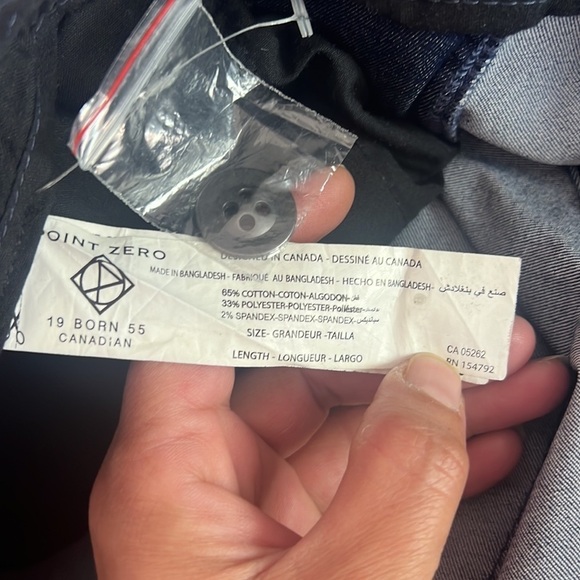 OINT ZERO
19 BORN 55
CANADIAN
IN CANADA - DESSINÉ AU CANADA
MADE IN BANGLADESH - FABRIQUÉ AU BANGLADESH - HECHO EN BANGLADESH - صنع في بنغلادش
65% COTTON-COTON-ALGODON-
33% POLYESTER-POLYESTER-Poliéster-
2% SPANDEX-SPANDEX-SPANDEX-
SIZE- GRANDEUR -TAILLA
LENGTH - LONGUEUR - LARGO
CA 05262
RN 154792